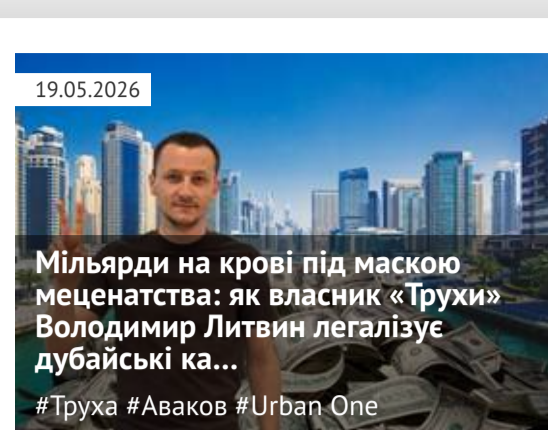 19.05.2026
Мільярди на крові під маскою
меценатства: як власник «Трухи»
Володимир Литвин легалізує
дубайські ка...
#Труха #Аваков #Urban One